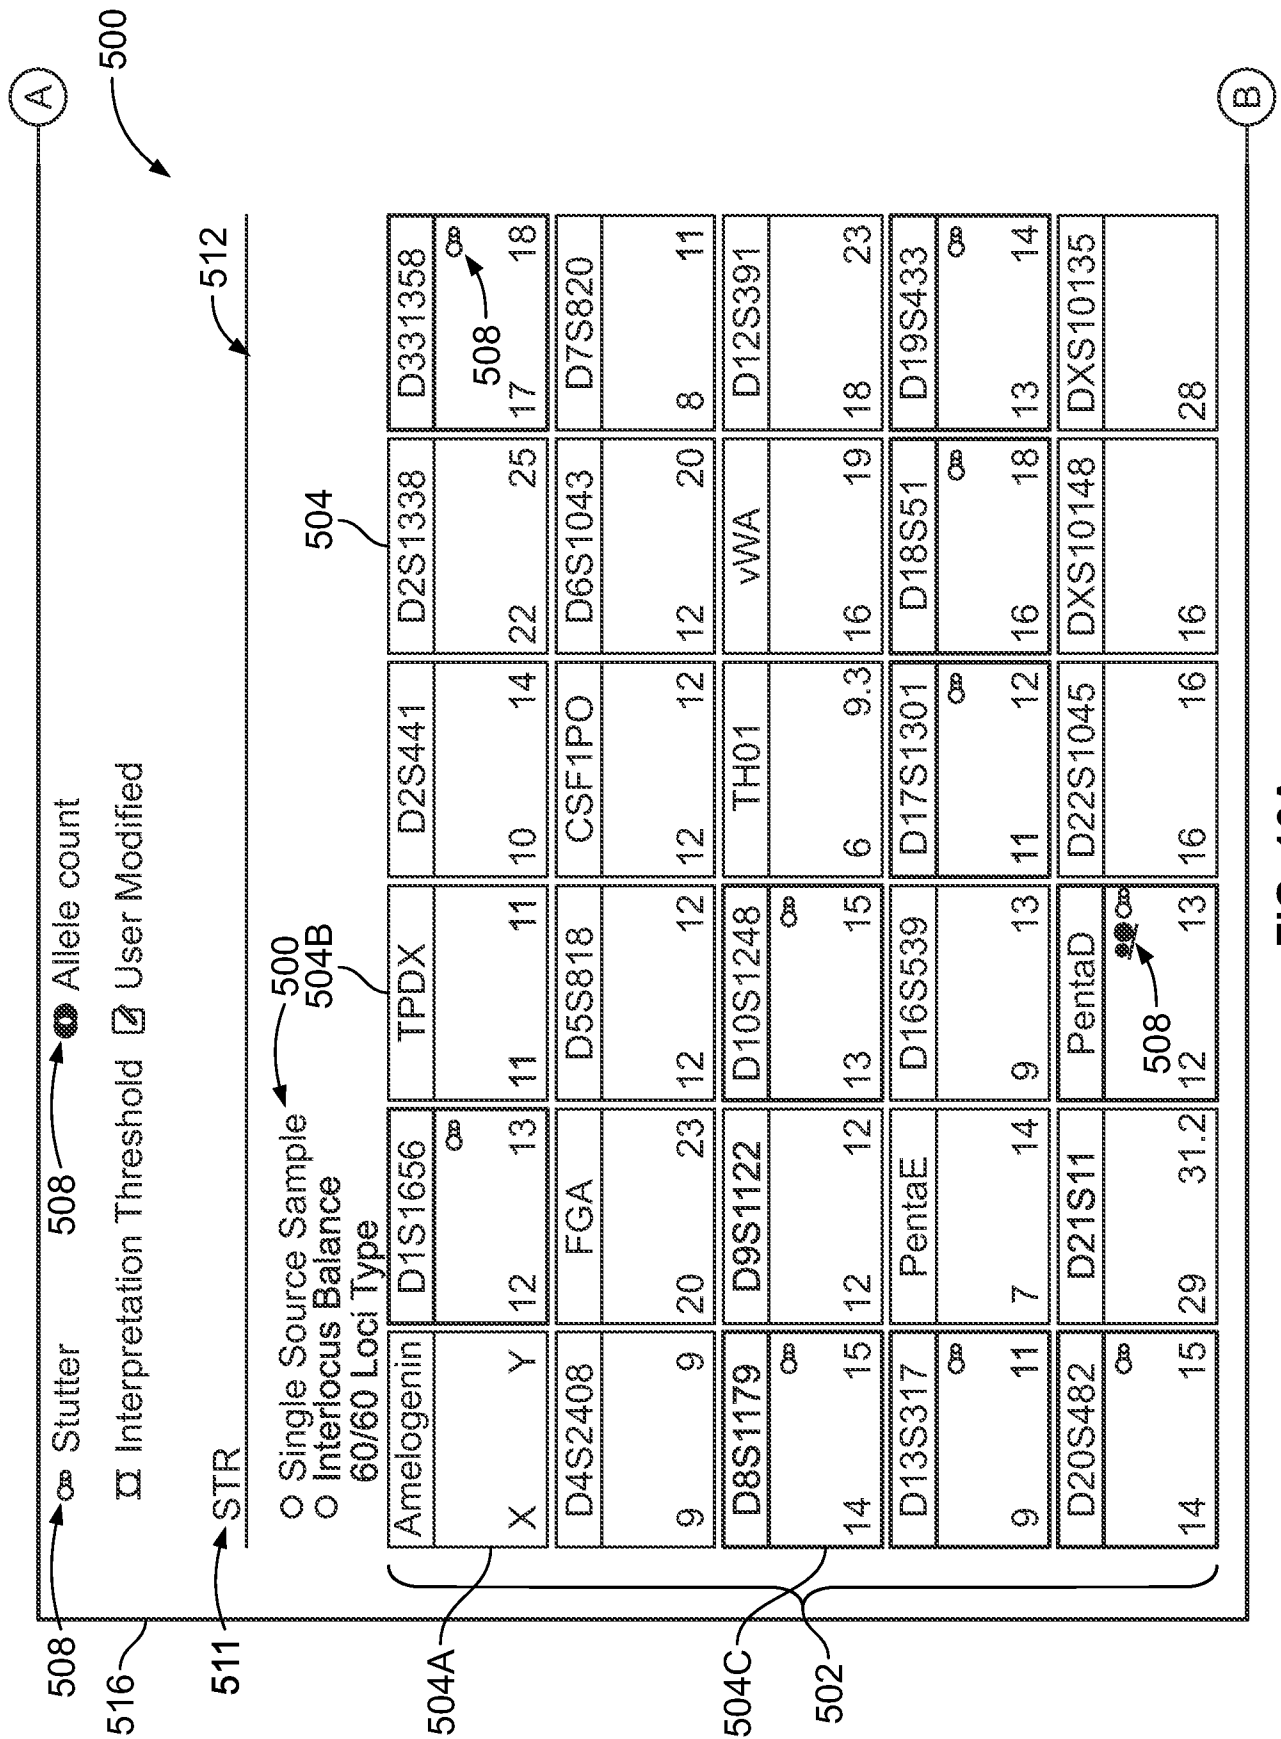 A
500
508 Stutter 508 Allele count
516 Interpretation Threshold User Modified
511 STR 512
Single Source Sample 500
Interlocus Balance 504B 504
60/60 Loci Type
Amelogenin D1S1656 TPDX D2S441 D2S1338 D331358
508
504A X Y 12 13 11 11 10 14 22 25 17 18
D4S2408 FGA D5S818 CSF1PO D6S1043 D7S820
9 9 20 23 12 12 12 12 12 20 8 11
D8S1179 D9S1122 D10S1248 TH01 vWA D12S391
504C 14 15 12 12 13 15 6 9.3 16 19 18 23
502
D13S317 PentaE D16S539 D17S1301 D18S51 D19S433
9 11 7 14 9 13 11 12 16 18 13 14
D20S482 D21S11 PentaD D22S1045 DXS10148 DXS10135
508
14 15 29 31.2 12 13 16 16 16 28
B